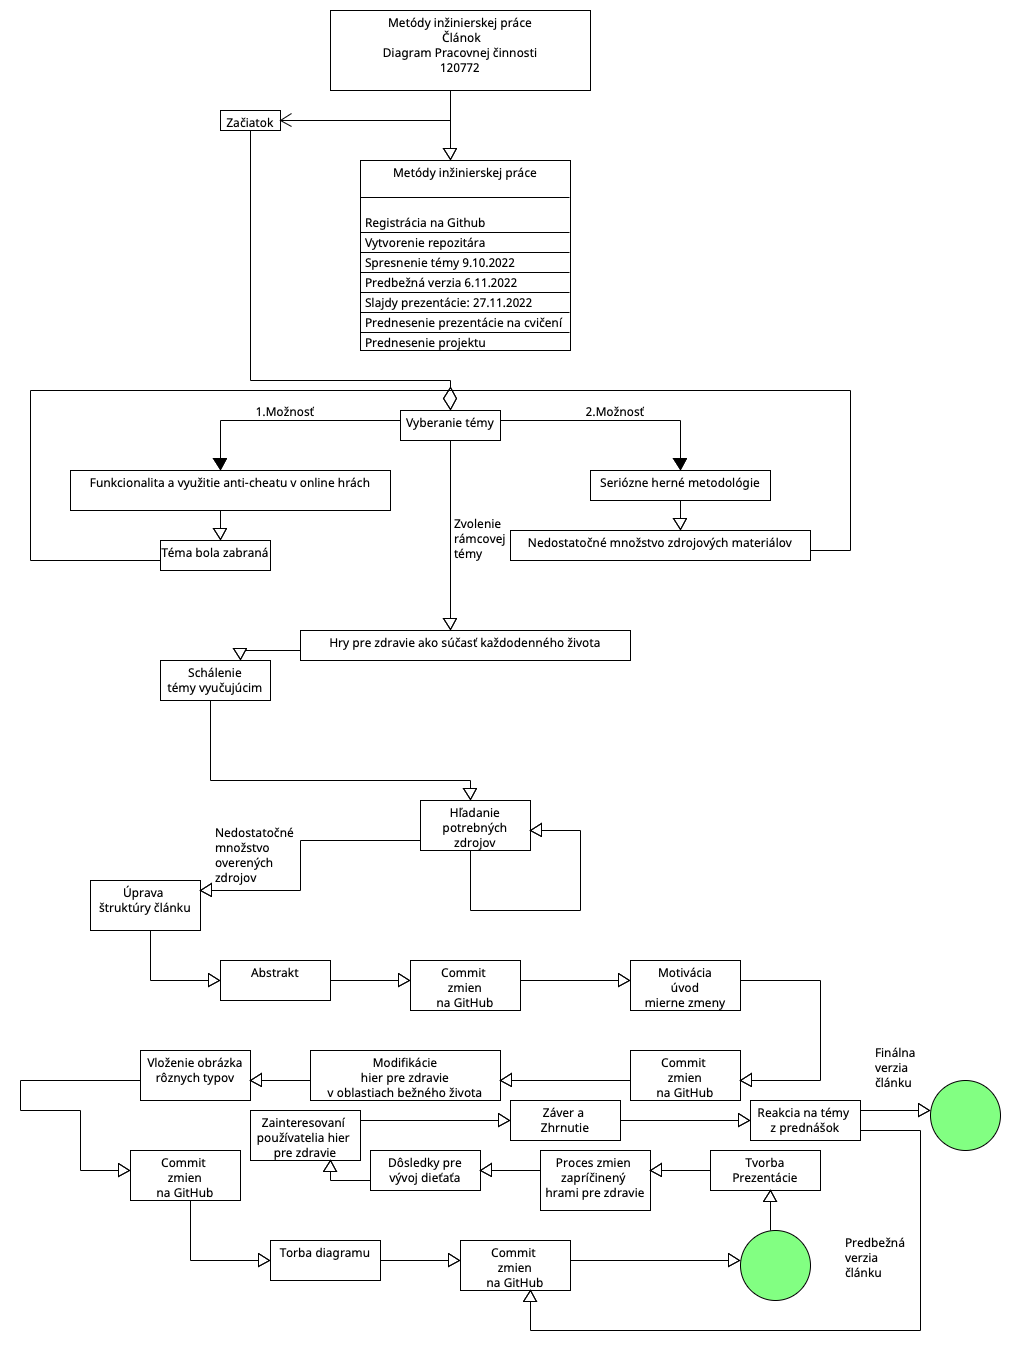 Metódy inžinierskej práce
Článok
Diagram Pracovnej činnosti
120772
Začiatok
Metódy inžinierskej práce
Registrácia na Github
Vytvorenie repozitára
Spresnenie témy 9.10.2022
Predbežná verzia 6.11.2022
Slajdy prezentácie: 27.11.2022
Prednesenie prezentácie na cvičení
Prednesenie projektu
1.Možnosť
Vyberanie témy
2.Možnosť
Funkcionalita a využitie anti-cheatu v online hrách
Seriózne herné metodológie
Téma bola zabraná
Zvolenie
rámcovej
témy
Nedostatočné množstvo zdrojových materiálov
Hry pre zdravie ako súčasť každodenného života
Schálenie
témy vyučujúcim
Hľadanie
potrebných
zdrojov
Nedostatočné
množstvo
overených
zdrojov
Úprava
štruktúry článku
Abstrakt
Commit
zmien
na GitHub
Motivácia
úvod
mierne zmeny
Vloženie obrázka
rôznych typov
Modifikácie
hier pre zdravie
v oblastiach bežného života
Commit
zmien
na GitHub
Finálna
verzia
článku
Zainteresovaní
používatelia hier
pre zdravie
Záver a
Zhrnutie
Reakcia na témy
z prednášok
Commit
zmien
na GitHub
Dôsledky pre
vývoj dieťaťa
Proces zmien
zapríčinený
hrami pre zdravie
Tvorba
Prezentácie
Torba diagramu
Commit
zmien
na GitHub
Predbežná
verzia
článku